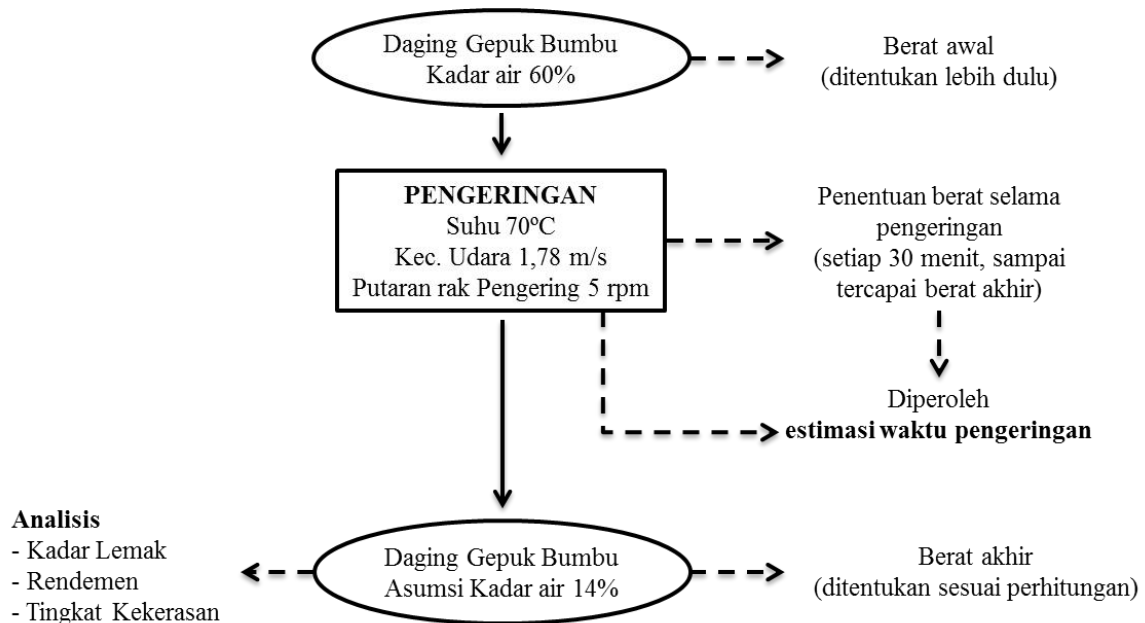 Daging Gepuk Bumbu
Kadar air 60%
Berat awal
(ditentukan lebih dulu)
PENGERINGAN
Suhu 70ºC
Kec. Udara 1,78 m/s
Putaran rak Pengering 5 rpm
Penentuan berat selama
pengeringan
(setiap 30 menit, sampai
tercapai berat akhir)
Diperoleh
estimasi waktu pengeringan
Analisis
- Kadar Lemak
- Rendemen
- Tingkat Kekerasan
Daging Gepuk Bumbu
Asumsi Kadar air 14%
Berat akhir
(ditentukan sesuai perhitungan)